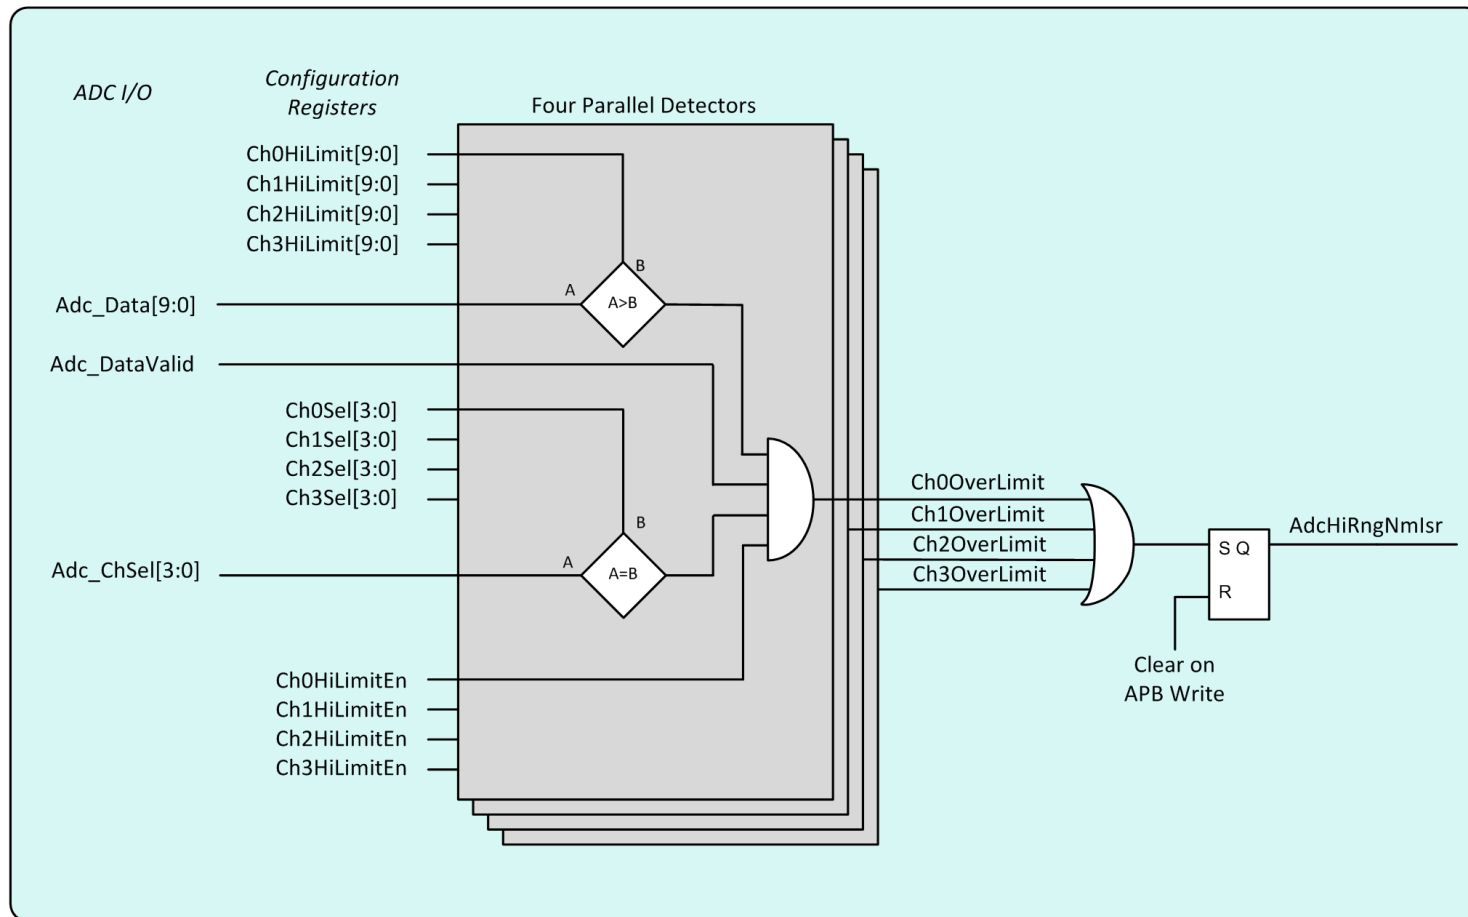 ADC I/O
Configuration
Registers
Four Parallel Detectors
Ch0HiLimit[9:0]
Ch1HiLimit[9:0]
Ch2HiLimit[9:0]
Ch3HiLimit[9:0]
B
A
A>B
Adc_Data[9:0]
Adc_DataValid
Ch0Sel[3:0]
Ch1Sel[3:0]
Ch2Sel[3:0]
Ch3Sel[3:0]
B
A
A=B
Adc_ChSel[3:0]
Ch0HiLimitEn
Ch1HiLimitEn
Ch2HiLimitEn
Ch3HiLimitEn
Ch0OverLimit
Ch1OverLimit
Ch2OverLimit
Ch3OverLimit
S Q
R
AdcHiRngNmIsr
Clear on
APB Write